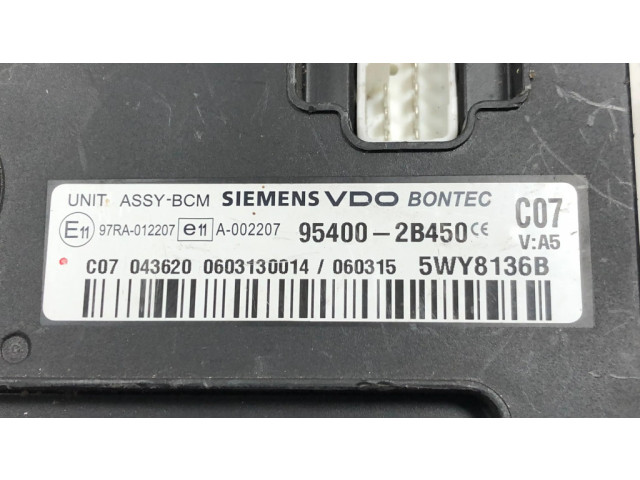 UNIT ASSY-BCM SIEMENS VDO BONTEC C07
E11 97RA-012207 e11 A-002207 95400-2B450 CE V:A5
C07 043620 0603130014 / 060315 5WY8136B